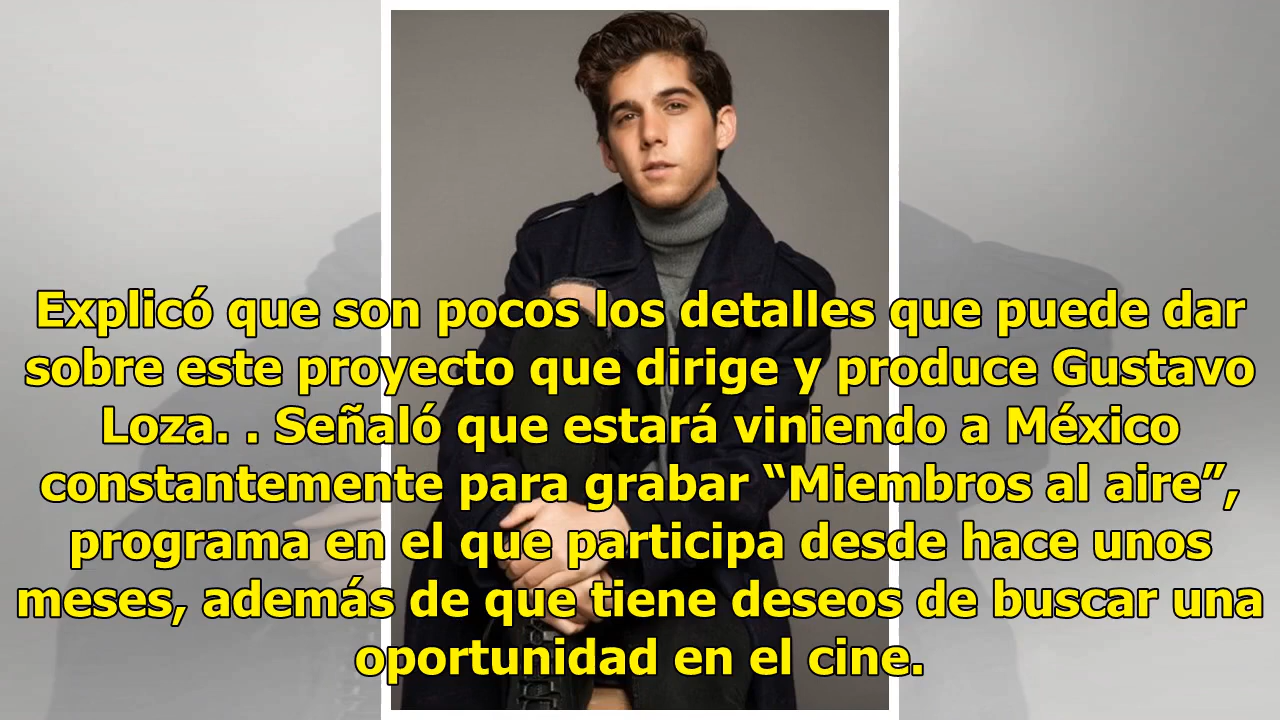 Explicó que son pocos los detalles que puede dar
sobre este proyecto que dirige y produce Gustavo
Loza. . Señaló que estará viniendo a México
constantemente para grabar “Miembros al aire”,
programa en el que participa desde hace unos
meses, además de que tiene deseos de buscar una
oportunidad en el cine.